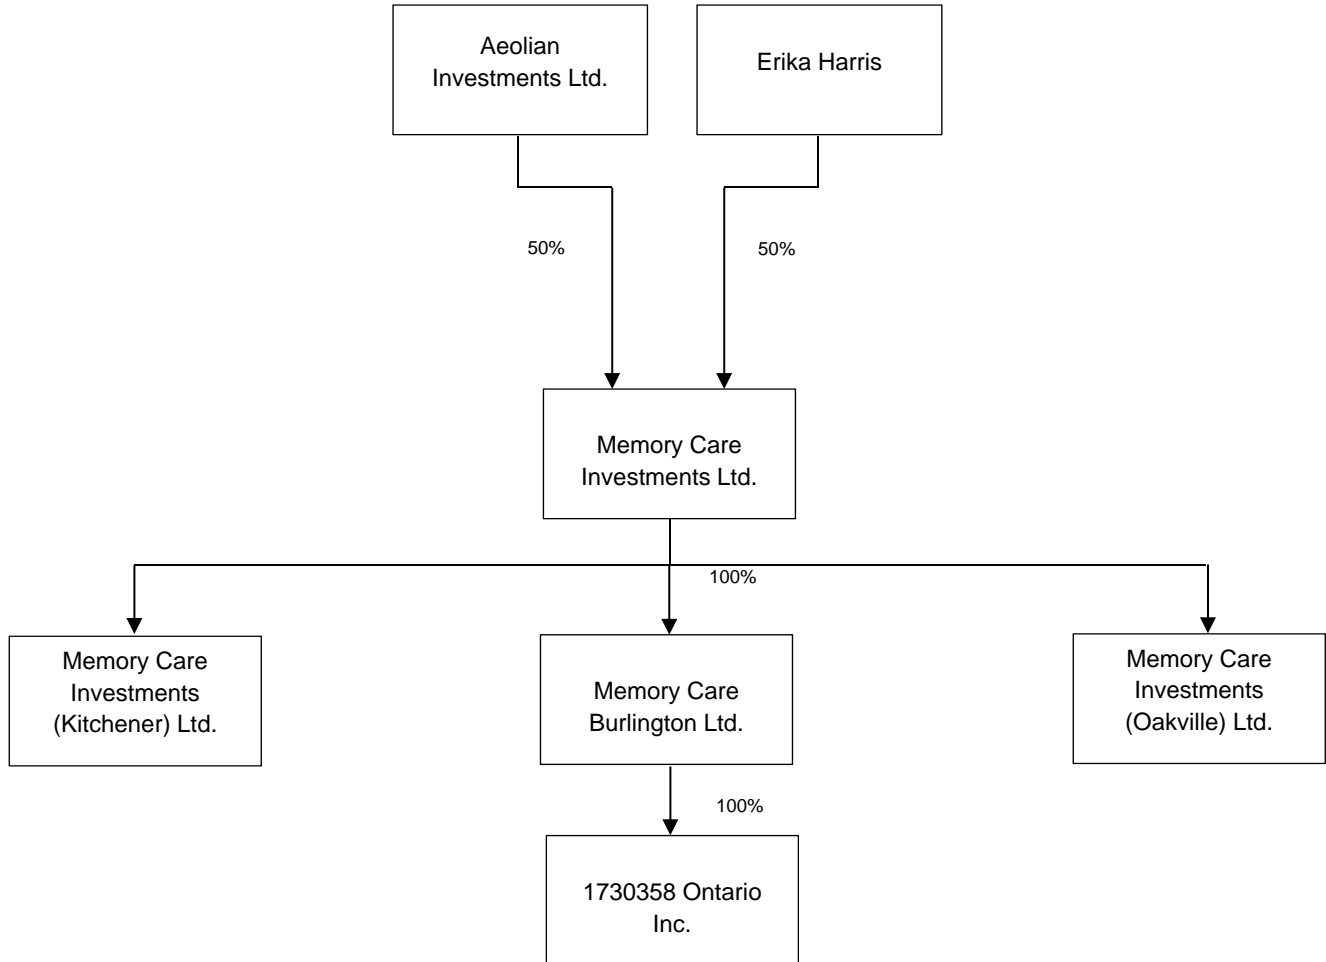 Aeolian
Investments Ltd.
Erika Harris
50%
50%
Memory Care
Investments Ltd.
100%
Memory Care
Investments
(Kitchener) Ltd.
Memory Care
Burlington Ltd.
Memory Care
Investments
(Oakville) Ltd.
100%
1730358 Ontario
Inc.